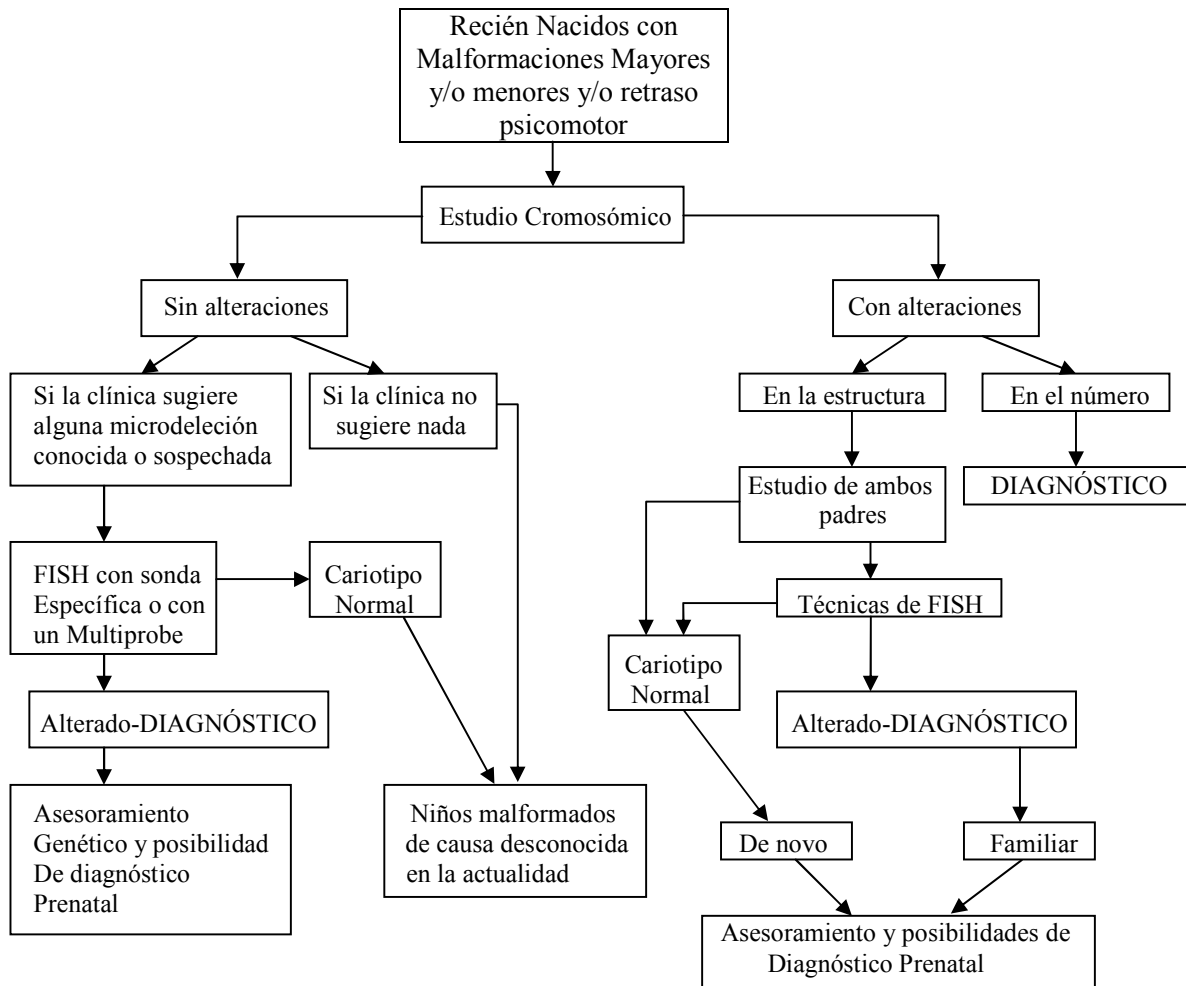 Recién Nacidos con
Malformaciones Mayores
y/o menores y/o retraso
psicomotor
Estudio Cromosómico
Sin alteraciones
Con alteraciones
Si la clínica sugiere
alguna microdeleción
conocida o sospechada
Si la clínica no
sugiere nada
En la estructura
En el número
Estudio de ambos
padres
DIAGNÓSTICO
FISH con sonda
Específica o con
un Multiprobe
Cariotipo
Normal
Técnicas de FISH
Cariotipo
Normal
Alterado-DIAGNÓSTICO
Alterado-DIAGNÓSTICO
Asesoramiento
Genético y posibilidad
De diagnóstico
Prenatal
Niños malformados
de causa desconocida
en la actualidad
De novo
Familiar
Asesoramiento y posibilidades de
Diagnóstico Prenatal